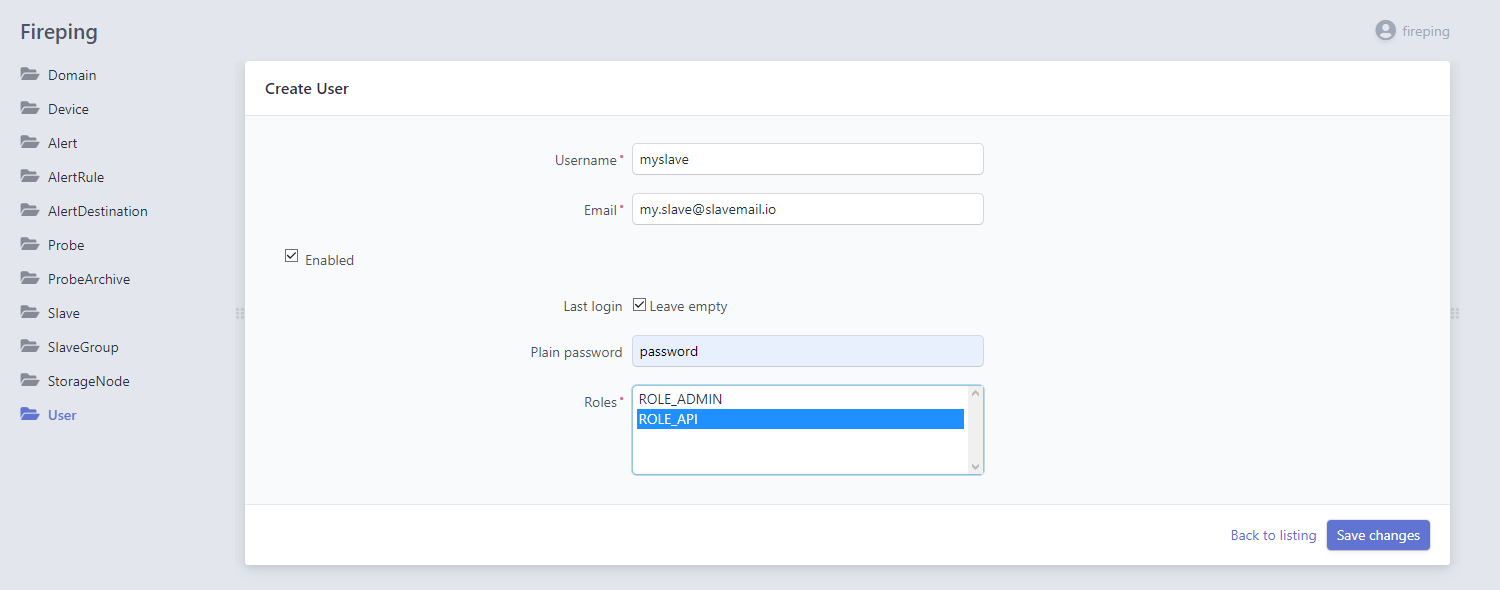 Fireping
fireping
Domain
Device
Alert
AlertRule
AlertDestination
Probe
ProbeArchive
Slave
SlaveGroup
StorageNode
User
Create User
Username*
myslave
Email*
my.slave@slavemail.io
Enabled
Last login
Leave empty
Plain password
password
Roles*
ROLE_ADMIN
ROLE_API
Back to listing
Save changes